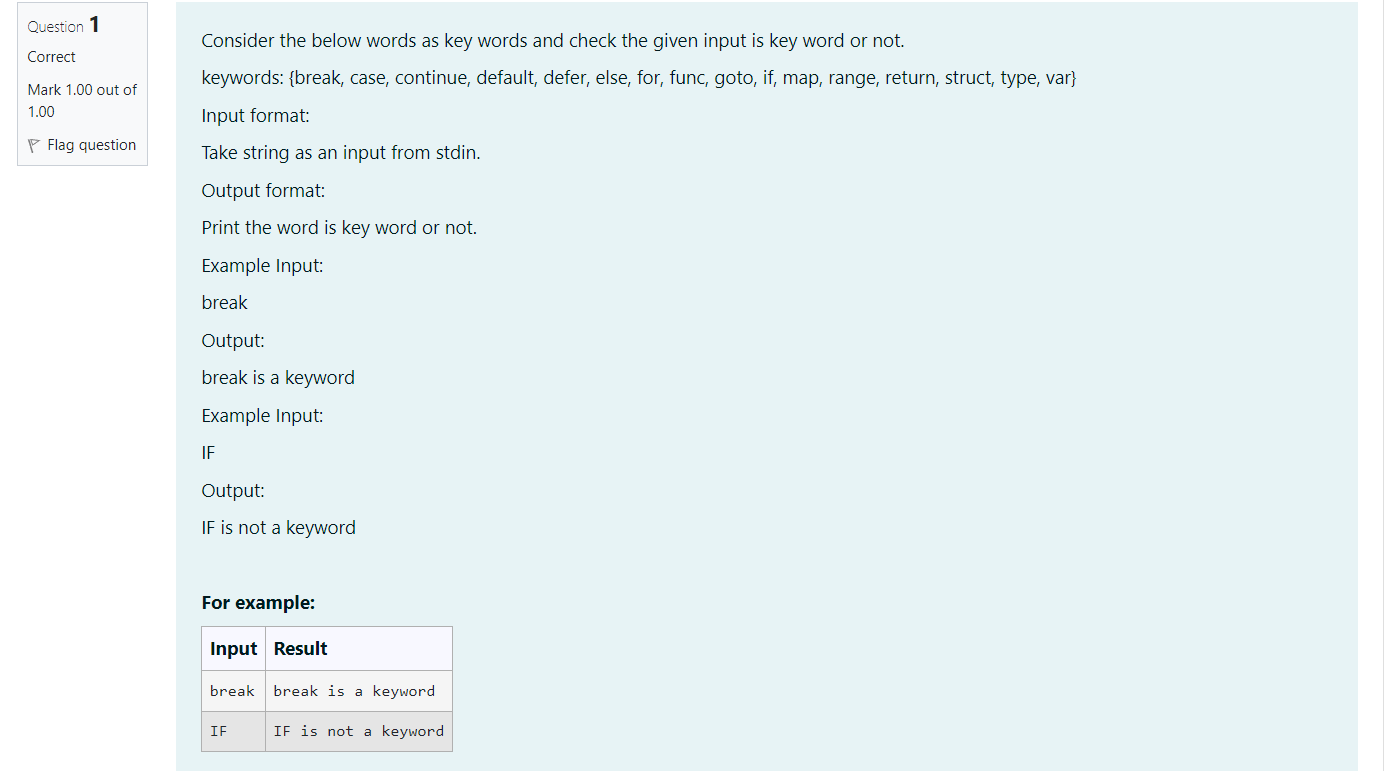 Question 1
Correct
Mark 1.00 out of
1.00
Flag question
Consider the below words as key words and check the given input is key word or not.
keywords: {break, case, continue, default, defer, else, for, func, goto, if, map, range, return, struct, type, var}
Input format:
Take string as an input from stdin.
Output format:
Print the word is key word or not.
Example Input:
break
Output:
break is a keyword
Example Input:
IF
Output:
IF is not a keyword
For example:
Input Result
break break is a keyword
IF IF is not a keyword